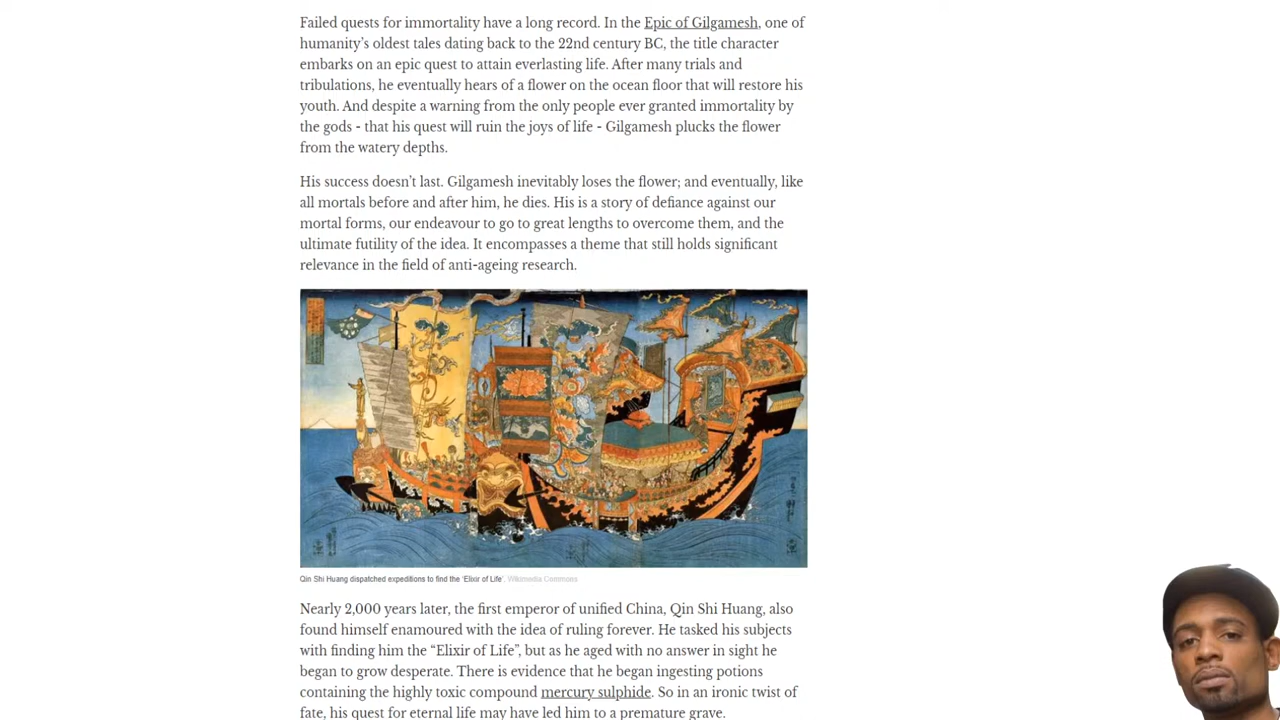 Failed quests for immortality have a long record. In the Epic of Gilgamesh, one of
humanity's oldest tales dating back to the 22nd century BC, the title character
embarks on an epic quest to attain everlasting life. After many trials and
tribulations, he eventually hears of a flower on the ocean floor that will restore his
youth. And despite a warning from the only people ever granted immortality by
the gods - that his quest will ruin the joys of life - Gilgamesh plucks the flower
from the watery depths.
His success doesn't last. Gilgamesh inevitably loses the flower; and eventually, like
all mortals before and after him, he dies. His is a story of defiance against our
mortal forms, our endeavour to go to great lengths to overcome them, and the
ultimate futility of the idea. It encompasses a theme that still holds significant
relevance in the field of anti-ageing research.
Qin Shi Huang dispatched expeditions to find the 'Elixir of Life'. Wikimedia Commons
Nearly 2,000 years later, the first emperor of unified China, Qin Shi Huang, also
found himself enamoured with the idea of ruling forever. He tasked his subjects
with finding him the “Elixir of Life”, but as he aged with no answer in sight he
began to grow desperate. There is evidence that he began ingesting potions
containing the highly toxic compound mercury sulphide. So in an ironic twist of
fate, his quest for eternal life may have led him to a premature grave.